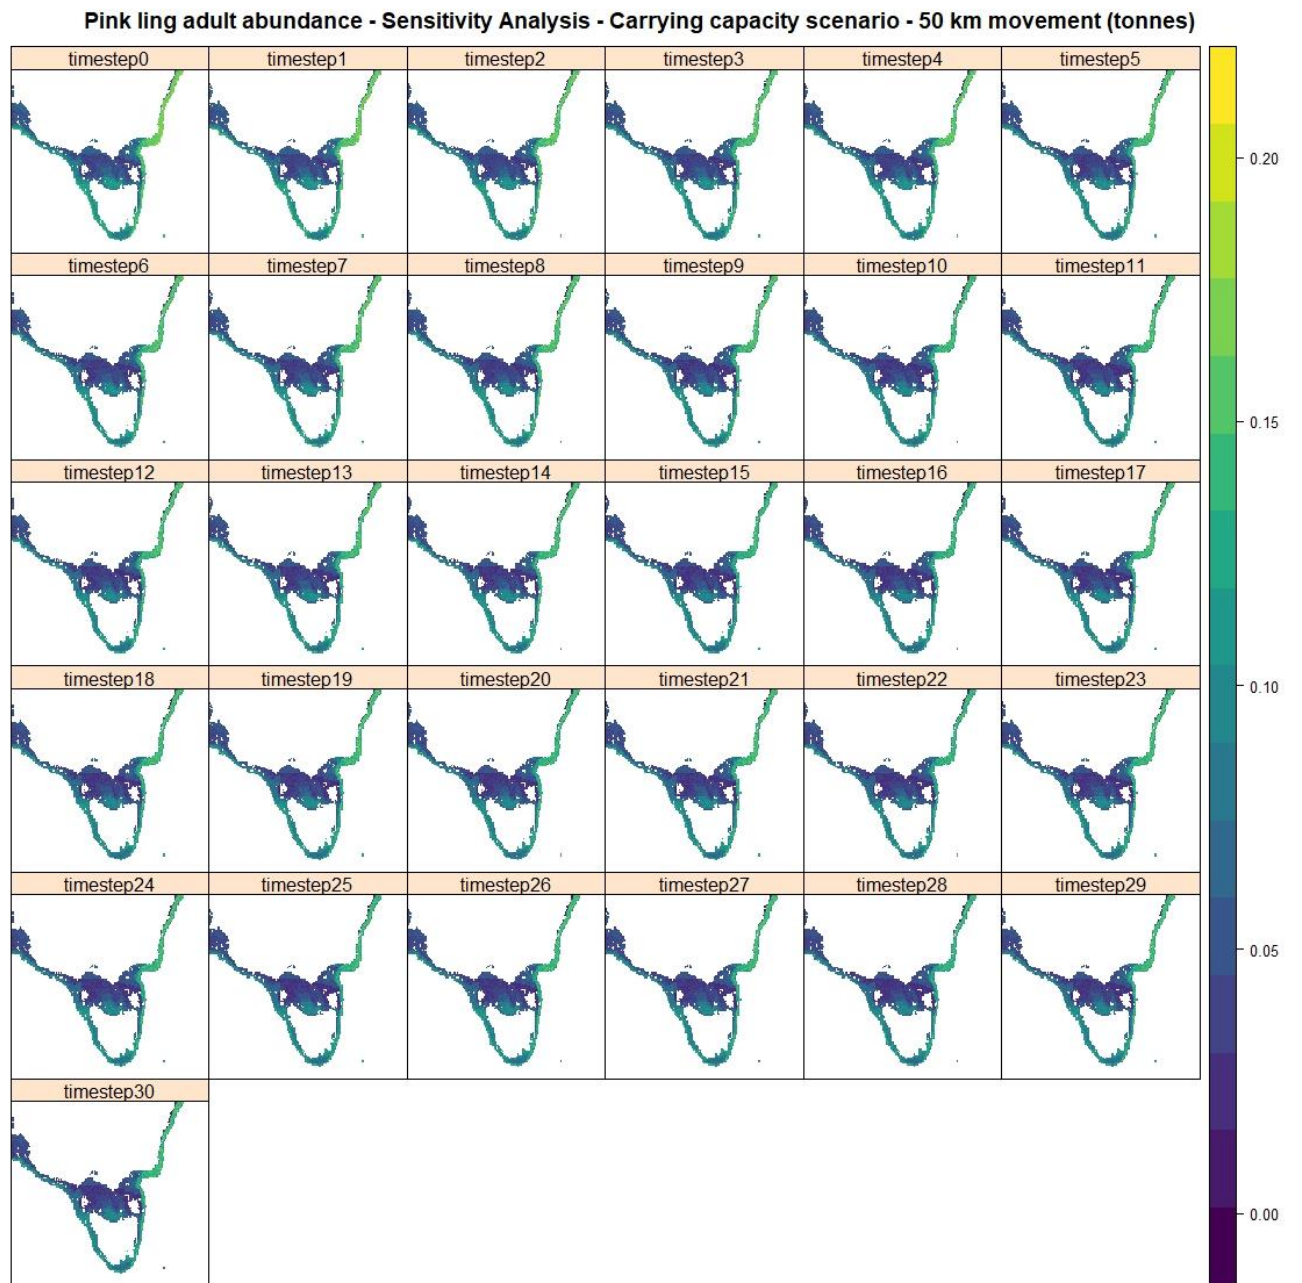 Pink ling adult abundance - Sensitivity Analysis - Carrying capacity scenario - 50 km movement (tonnes)
timestep0 timestep1 timestep2 timestep3 timestep4 timestep5
0.20
timestep6 timestep7 timestep8 timestep9 timestep10 timestep11
0.15
timestep12 timestep13 timestep14 timestep15 timestep16 timestep17
timestep18 timestep19 timestep20 timestep21 timestep22 timestep23
0.10
timestep24 timestep25 timestep26 timestep27 timestep28 timestep29
0.05
timestep30
0.00